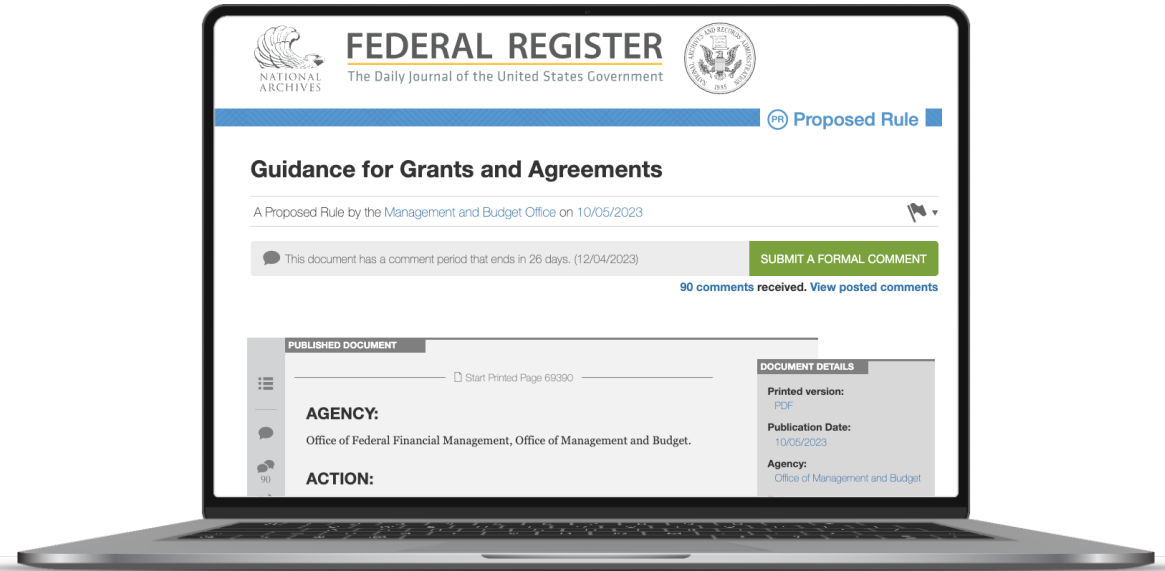 FEDERAL REGISTER
The Daily Journal of the United States Government
NATIONAL
ARCHIVES
PR Proposed Rule
Guidance for Grants and Agreements
A Proposed Rule by the Management and Budget Office on 10/05/2023
This document has a comment period that ends in 26 days. (12/04/2023)
SUBMIT A FORMAL COMMENT
90 comments received. View posted comments
PUBLISHED DOCUMENT
Start Printed Page 69390
AGENCY:
Office of Federal Financial Management, Office of Management and Budget.
ACTION:
90
DOCUMENT DETAILS
Printed version:
PDF
Publication Date:
10/05/2023
Agency:
Office of Management and Budget